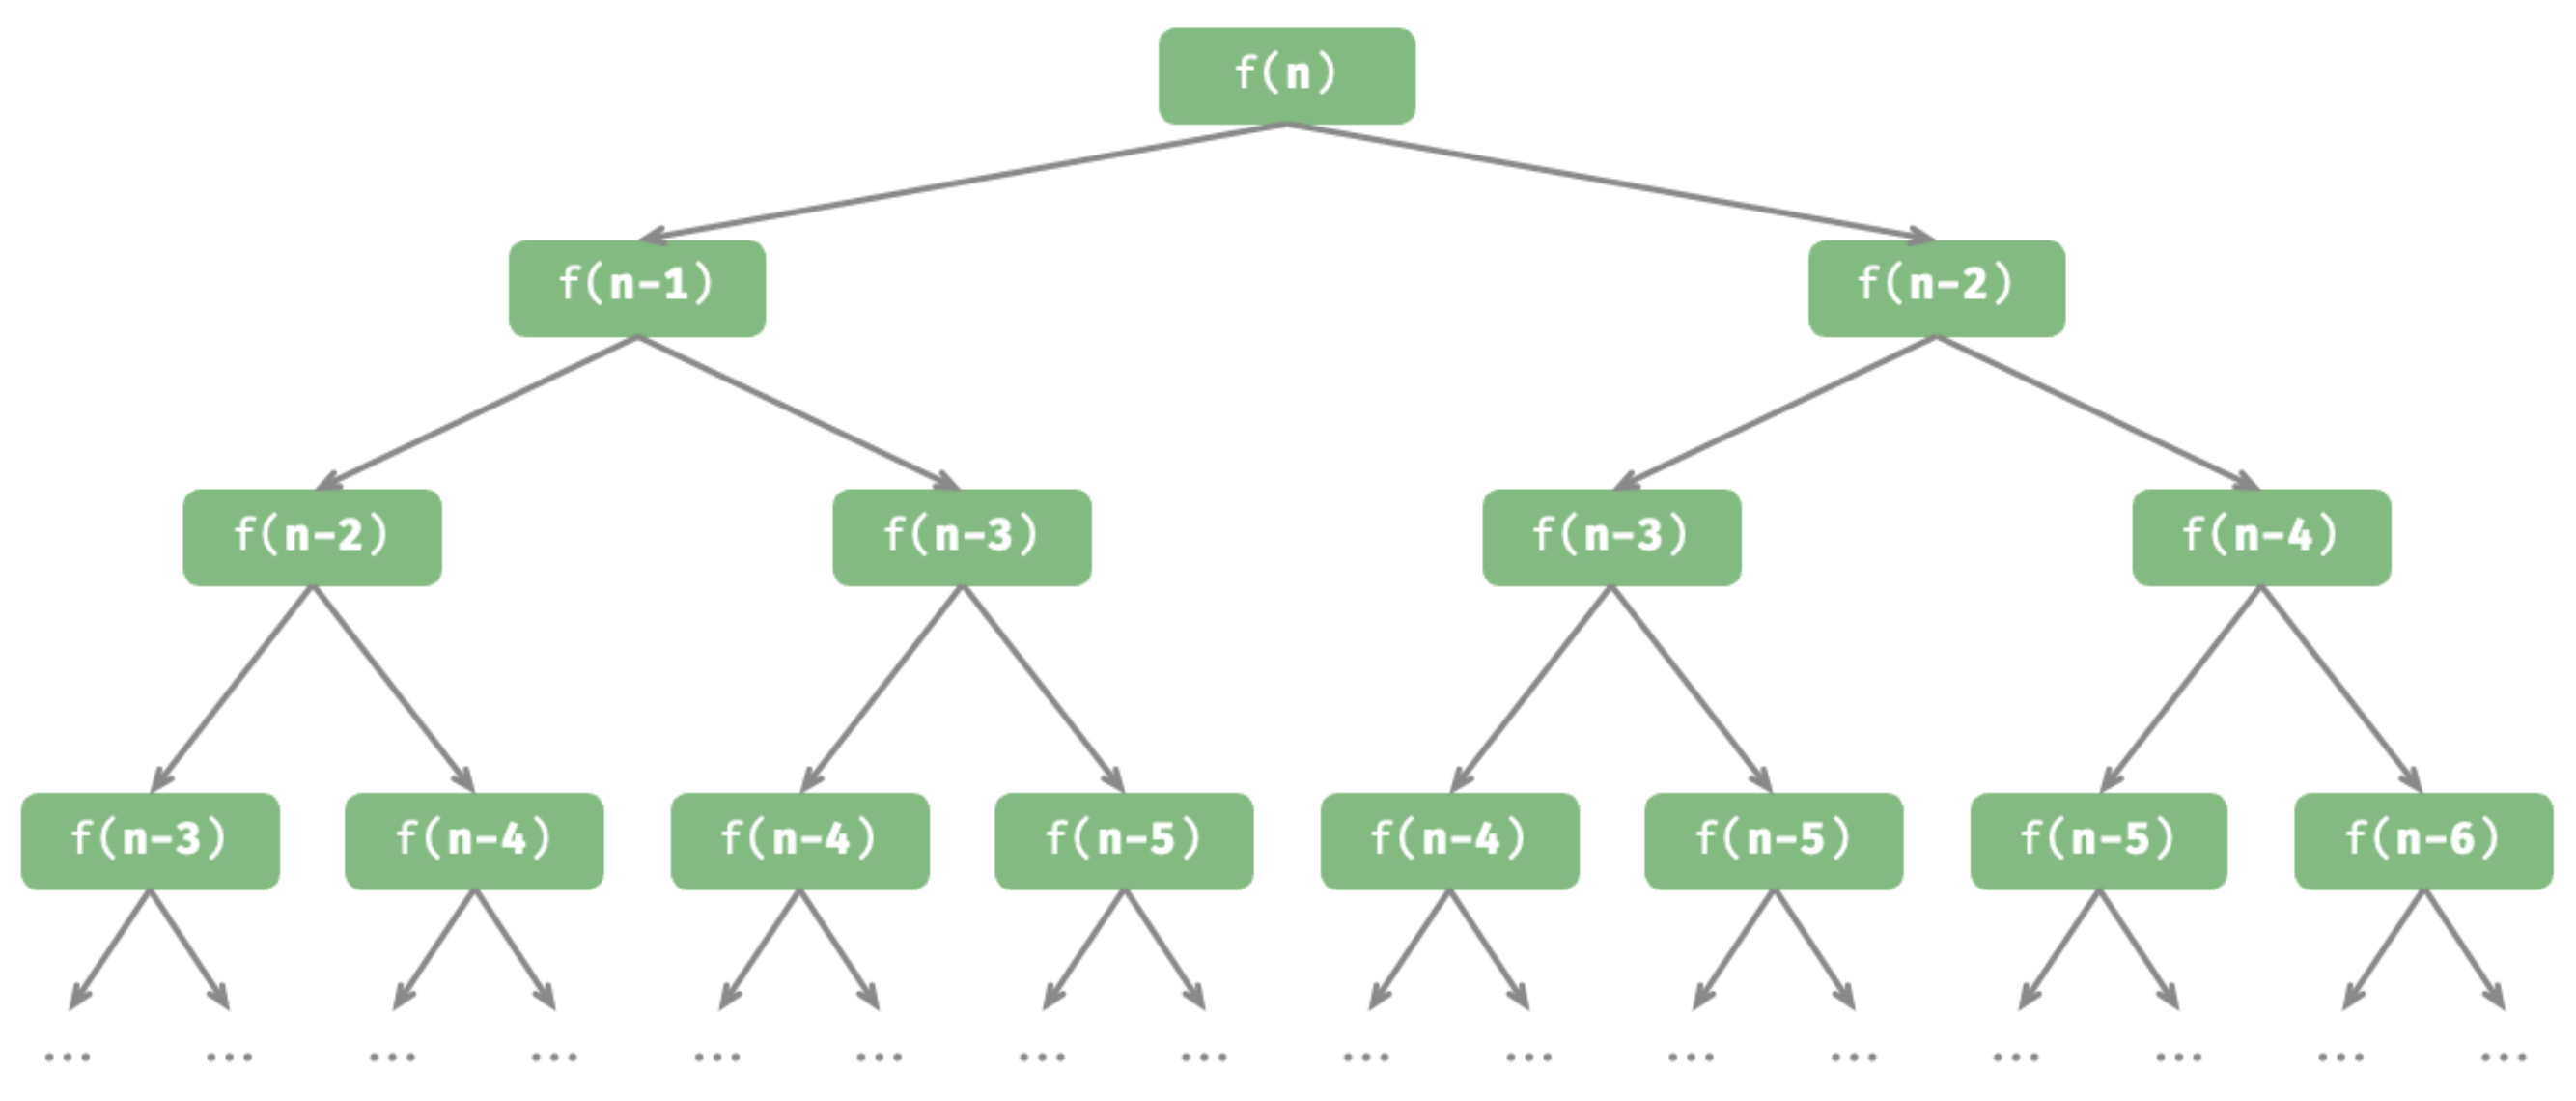 f(n)
f(n-1) f(n-2)
f(n-2) f(n-3) f(n-3) f(n-4)
f(n-3) f(n-4) f(n-4) f(n-5) f(n-4) f(n-5) f(n-5) f(n-6)
... ... ... ... ... ... ... ... ... ... ... ... ... ... ... ...